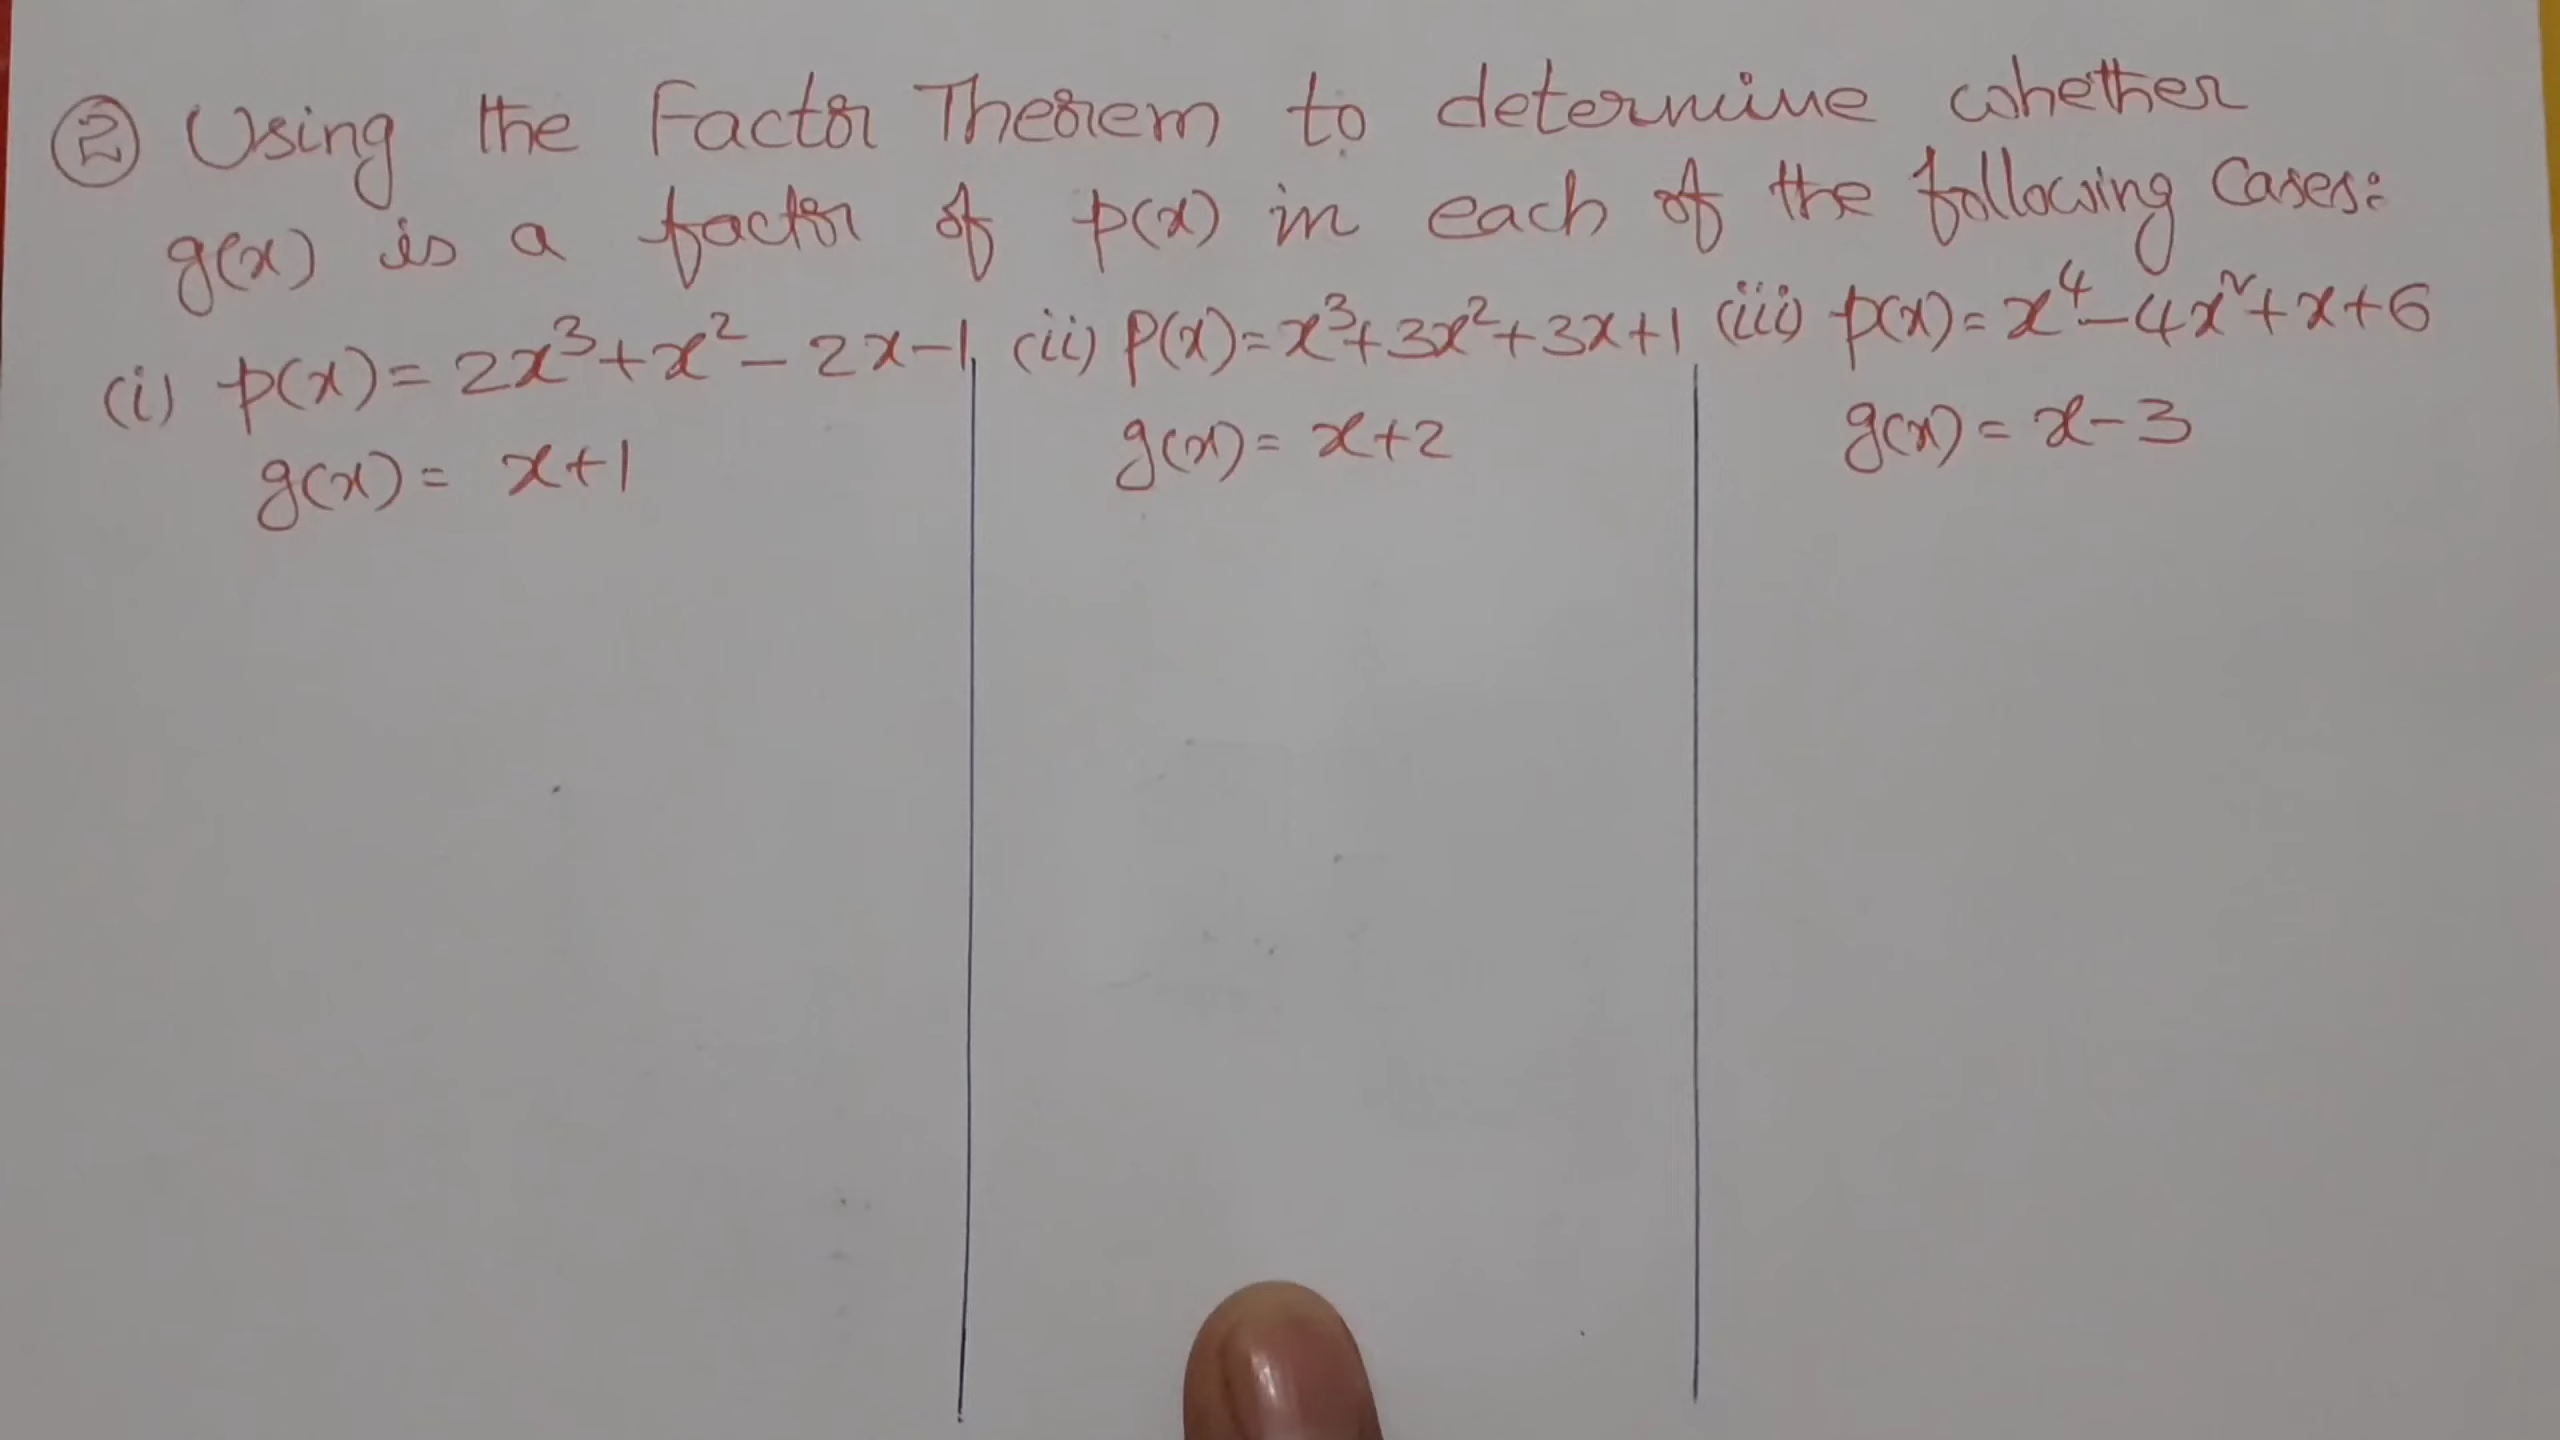 ② Using the Factor Theorem to determine whether
g(x) is a factor of p(x) in each of the following Cases:
(i) p(x)= 2x³+x²-2x-1, (ii) P(x)=x³+3x²+3x+1 (iii) p(x)=x⁴-4x²+x+6
g(x)= x+1 g(x)= x+2 g(x)= x-3